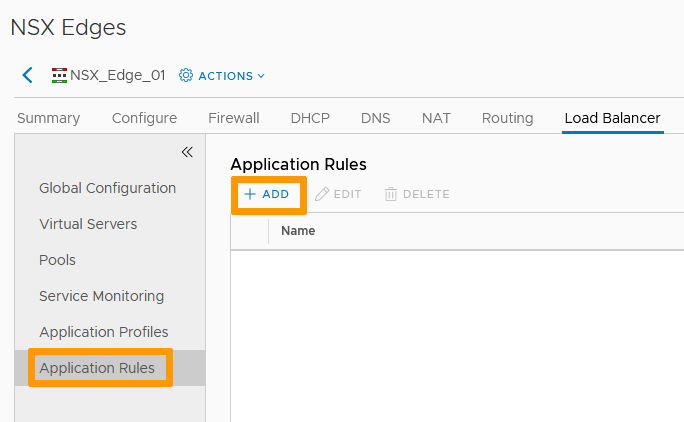 NSX Edges
NSX_Edge_01 ACTIONS
Summary Configure Firewall DHCP DNS NAT Routing Load Balancer
Global Configuration
Virtual Servers
Pools
Service Monitoring
Application Profiles
Application Rules
Application Rules
+ ADD EDIT DELETE
Name